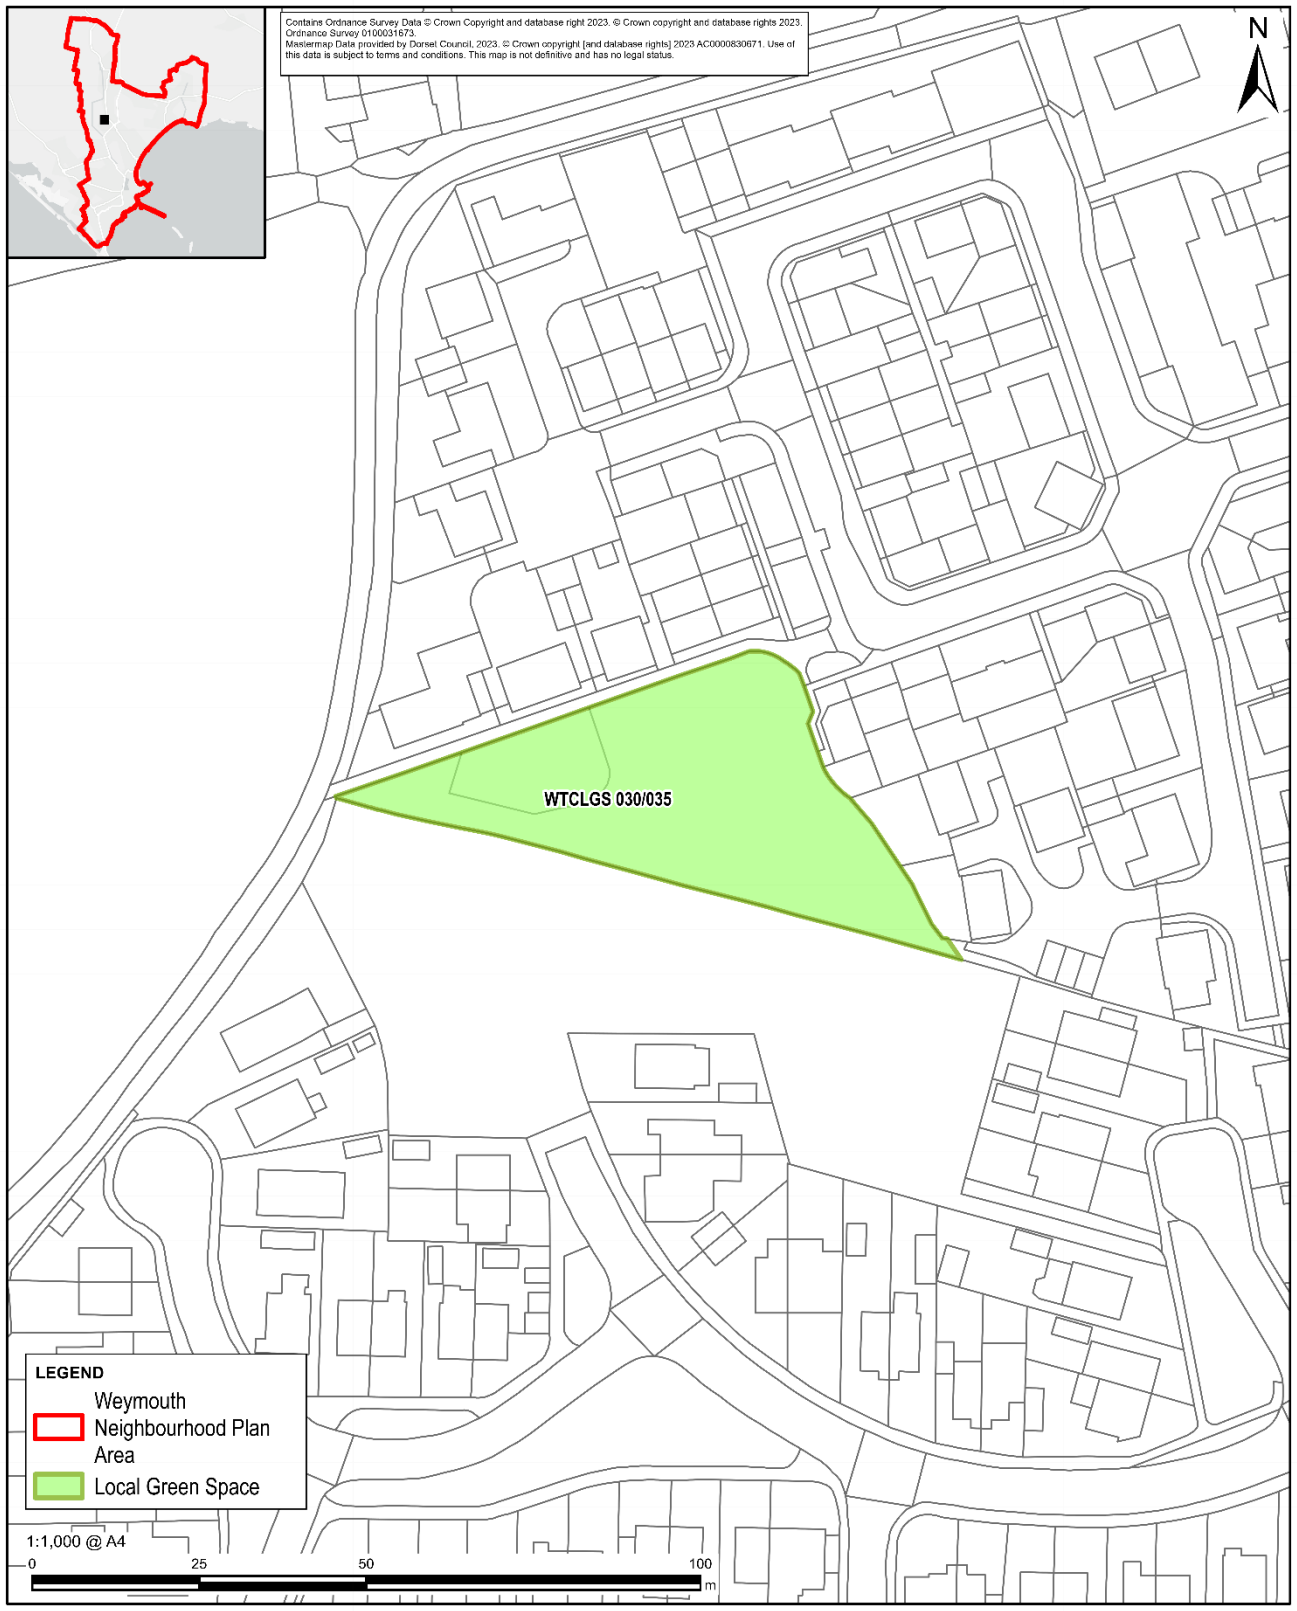 Contains Ordnance Survey Data © Crown Copyright and database right 2023. © Crown copyright and database rights 2023.
Ordnance Survey 0100031673.
Mastermap Data provided by Dorset Council, 2023. © Crown copyright [and database rights] 2023 AC0000830671. Use of
this data is subject to terms and conditions. This map is not definitive and has no legal status.
N
WTCLGS 030/035
LEGEND
Weymouth
Neighbourhood Plan
Area
Local Green Space
1:1,000 @ A4
0 25 50 100
m